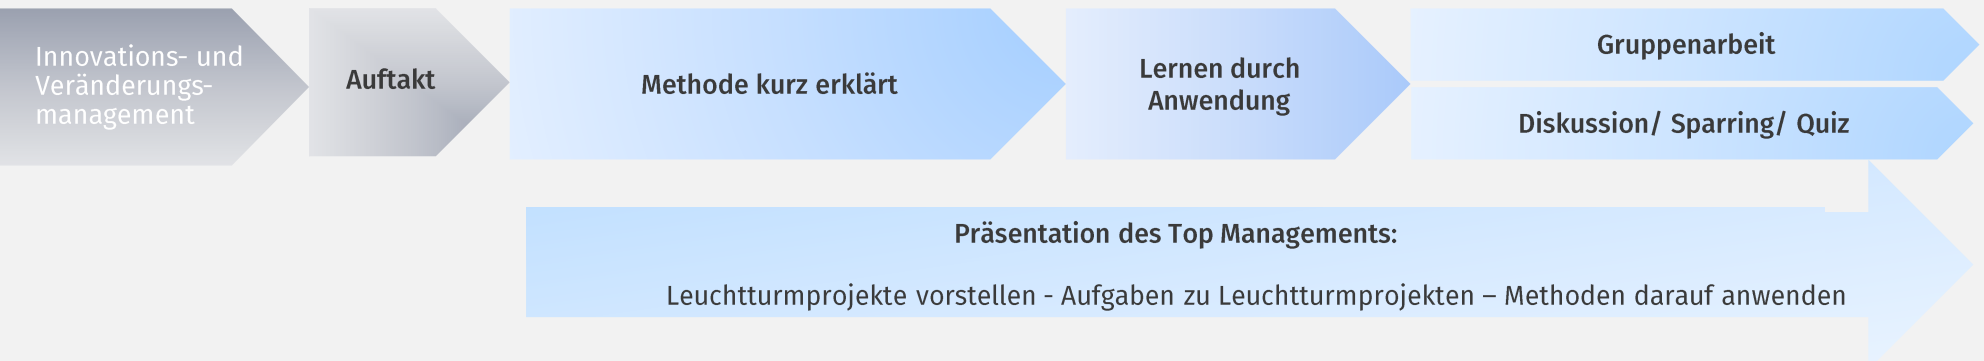 Innovations- und
Veränderungs-
management
Auftakt
Methode kurz erklärt
Lernen durch
Anwendung
Gruppenarbeit
Diskussion/ Sparring/ Quiz
Präsentation des Top Managements:
Leuchtturmprojekte vorstellen - Aufgaben zu Leuchtturmprojekten – Methoden darauf anwenden